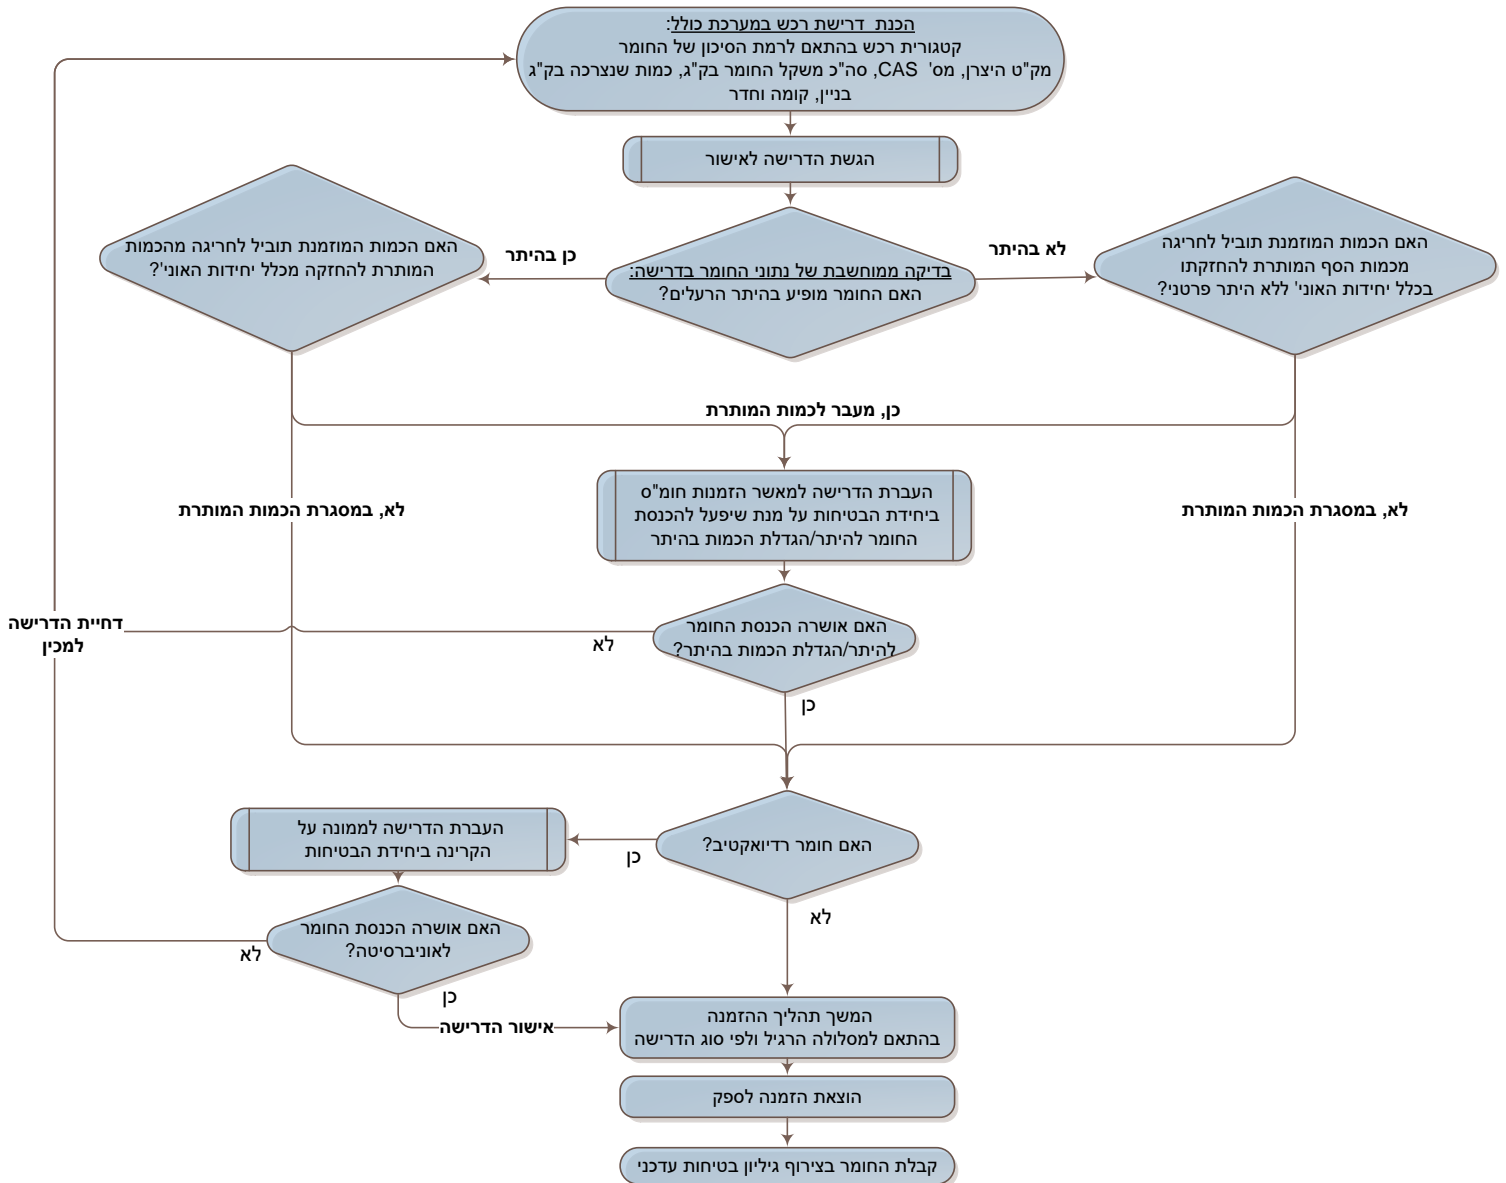 הכנת דרישת רכש במערכת כולל:
קטגורית רכש בהתאם לרמת הסיכון של החומר
מק"ט היצרן, מס' CAS, סה"כ משקל החומר בק"ג, כמות שנצרכה בק"ג
בניין, קומה וחדר
הגשת הדרישה לאישור
בדיקה ממוחשבת של נתוני החומר בדרישה:
האם החומר מופיע בהיתר הרעלים?
לא בהיתר
האם הכמות המוזמנת תוביל לחריגה
מכמות הסף המותרת להחזקתו
בכלל יחידות האוני' ללא היתר פרטני?
כן בהיתר
האם הכמות המוזמנת תוביל לחריגה מהכמות
המותרת להחזקה מכלל יחידות האוני'?
כן, מעבר לכמות המותרת
לא, במסגרת הכמות המותרת
לא, במסגרת הכמות המותרת
העברת הדרישה למאשר הזמנות חומ"ס
ביחידת הבטיחות על מנת שיפעל להכנסת
החומר להיתר/הגדלת הכמות בהיתר
האם אושרה הכנסת החומר
להיתר/הגדלת הכמות בהיתר?
לא
דחיית הדרישה
למכין
כן
האם חומר רדיואקטיב?
כן
העברת הדרישה לממונה על
הקרינה ביחידת הבטיחות
האם אושרה הכנסת החומר
לאוניברסיטה?
לא
כן
אישור הדרישה
לא
המשך תהליך ההזמנה
בהתאם למסלולה הרגיל ולפי סוג הדרישה
הוצאת הזמנה לספק
קבלת החומר בצירוף גיליון בטיחות עדכני